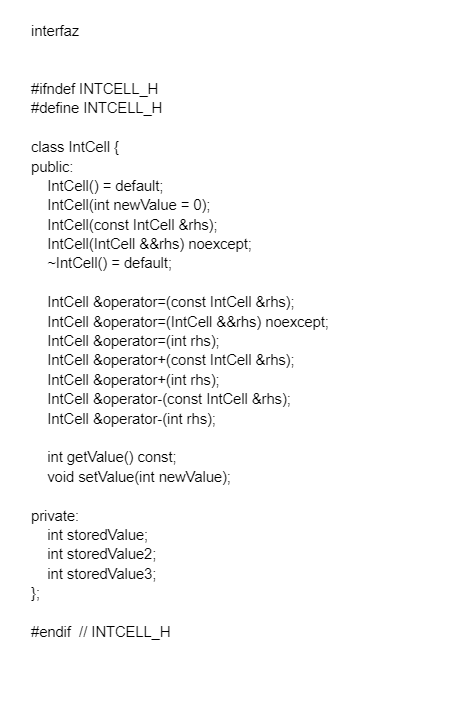 interfaz
#ifndef INTCELL_H
#define INTCELL_H
class IntCell {
public:
IntCell() = default;
IntCell(int newValue = 0);
IntCell(const IntCell &rhs);
IntCell(IntCell &&rhs) noexcept;
~IntCell() = default;
IntCell &operator=(const IntCell &rhs);
IntCell &operator=(IntCell &&rhs) noexcept;
IntCell &operator=(int rhs);
IntCell &operator+(const IntCell &rhs);
IntCell &operator+(int rhs);
IntCell &operator-(const IntCell &rhs);
IntCell &operator-(int rhs);
int getValue() const;
void setValue(int newValue);
private:
int storedValue;
int storedValue2;
int storedValue3;
};
#endif // INTCELL_H